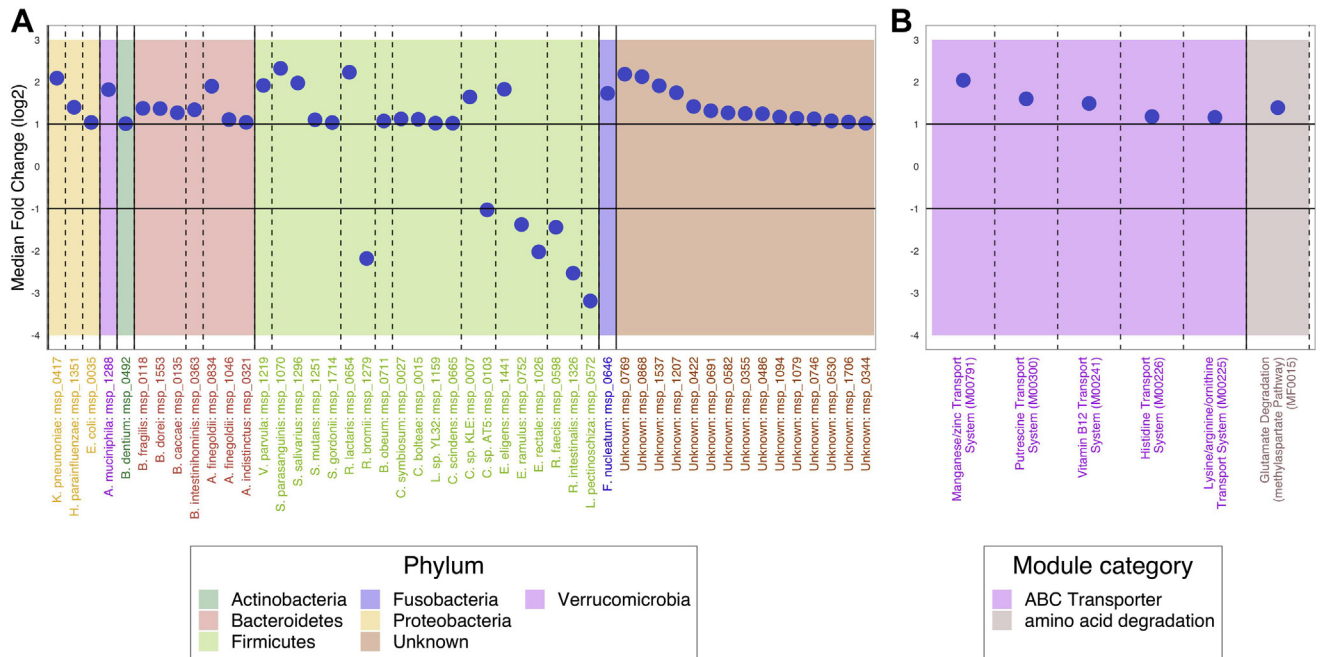 A
B
Median Fold Change (log2)
3
2
1
0
-1
-2
-3
-4
K. pneumoniae: msp_0417
H. parainfluenzae: msp_1351
E. coli: msp_0035
A. muciniphila: msp_1288
B. dentium: msp_0492
B. fragilis: msp_0118
B. dorei: msp_1553
B. caccae: msp_0135
B. intestinihominis: msp_0363
A. finegoldii: msp_0834
A. finegoldii: msp_1046
A. indistinctus: msp_0321
V. parvula: msp_1219
S. parasanguinis: msp_1070
S. salivarius: msp_1296
S. mutans: msp_1251
S. gordonii: msp_1714
R. lactaris: msp_0654
R. bromii: msp_1279
B. obeum: msp_0711
C. symbiosum: msp_0027
C. bolteae: msp_0015
L. sp. YL32: msp_1159
C. scindens: msp_0665
C. sp. KLE: msp_0007
C. sp. AT5: msp_0103
E. eligens: msp_1441
E. ramulus: msp_0752
E. rectale: msp_1026
R. faecis: msp_0598
R. intestinalis: msp_1326
L. pectinoschiza: msp_0572
F. nucleatum: msp_0646
Unknown: msp_0769
Unknown: msp_0868
Unknown: msp_1537
Unknown: msp_1207
Unknown: msp_0422
Unknown: msp_0691
Unknown: msp_0582
Unknown: msp_0355
Unknown: msp_0486
Unknown: msp_1094
Unknown: msp_1079
Unknown: msp_0746
Unknown: msp_0530
Unknown: msp_1706
Unknown: msp_0344
3
2
1
0
-1
-2
-3
-4
Manganese/zinc Transport
System (M00791)
Putrescine Transport
System (M00300)
Vitamin B12 Transport
System (M00241)
Histidine Transport
System (M00226)
Lysine/arginine/ornithine
Transport System (M00225)
Glutamate Degradation
(methylaspartate Pathway)
(MF0015)
Phylum
Actinobacteria
Bacteroidetes
Firmicutes
Fusobacteria
Proteobacteria
Unknown
Verrucomicrobia
Module category
ABC Transporter
amino acid degradation